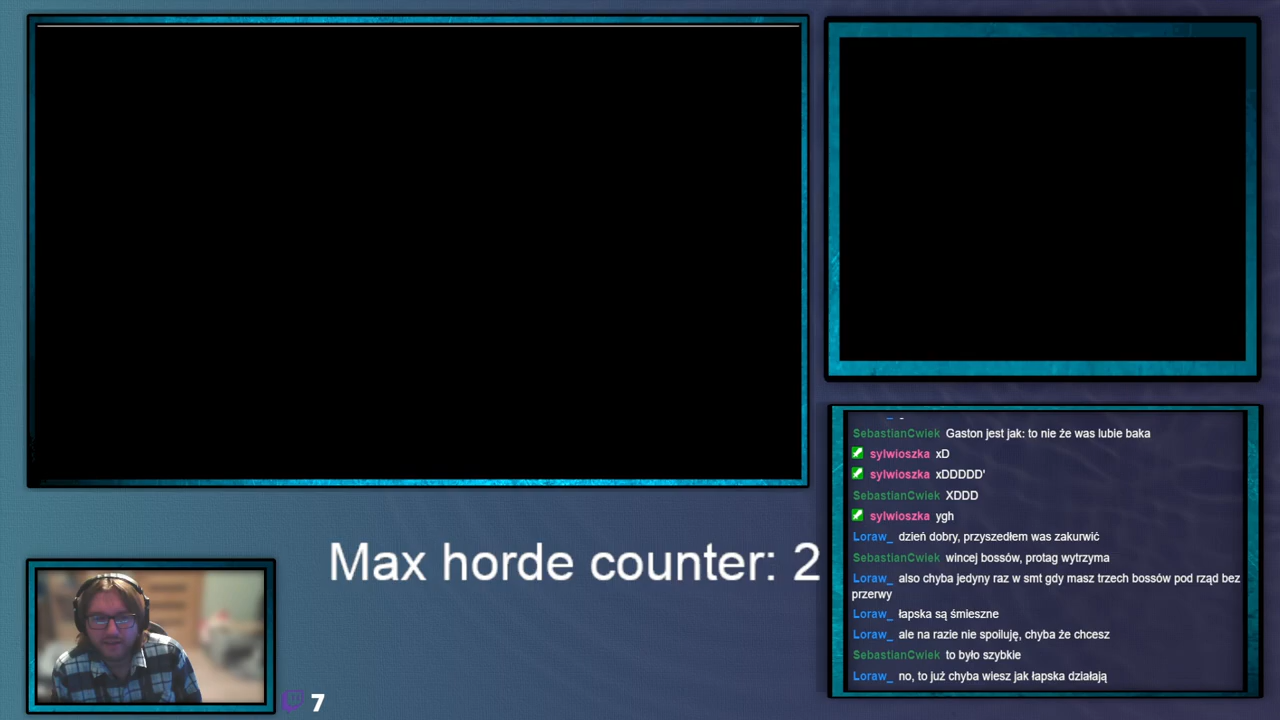 SebastianCwiek Gaston jest jak: to nie że was lubie baka
sylwioszka xD
sylwioszka xDDDDD'
SebastianCwiek XDDD
sylwioszka ygh
Loraw_ dzień dobry, przyszedłem was zakurwić
SebastianCwiek wincej bossów, protag wytrzyma
Loraw_ also chyba jedyny raz w smt gdy masz trzech bossów pod rząd bez
przerwy
Loraw_ łapska są śmieszne
Loraw_ ale na razie nie spoiluję, chyba że chcesz
SebastianCwiek to było szybkie
Loraw_ no, to już chyba wiesz jak łapska działają
Max horde counter: 2
7